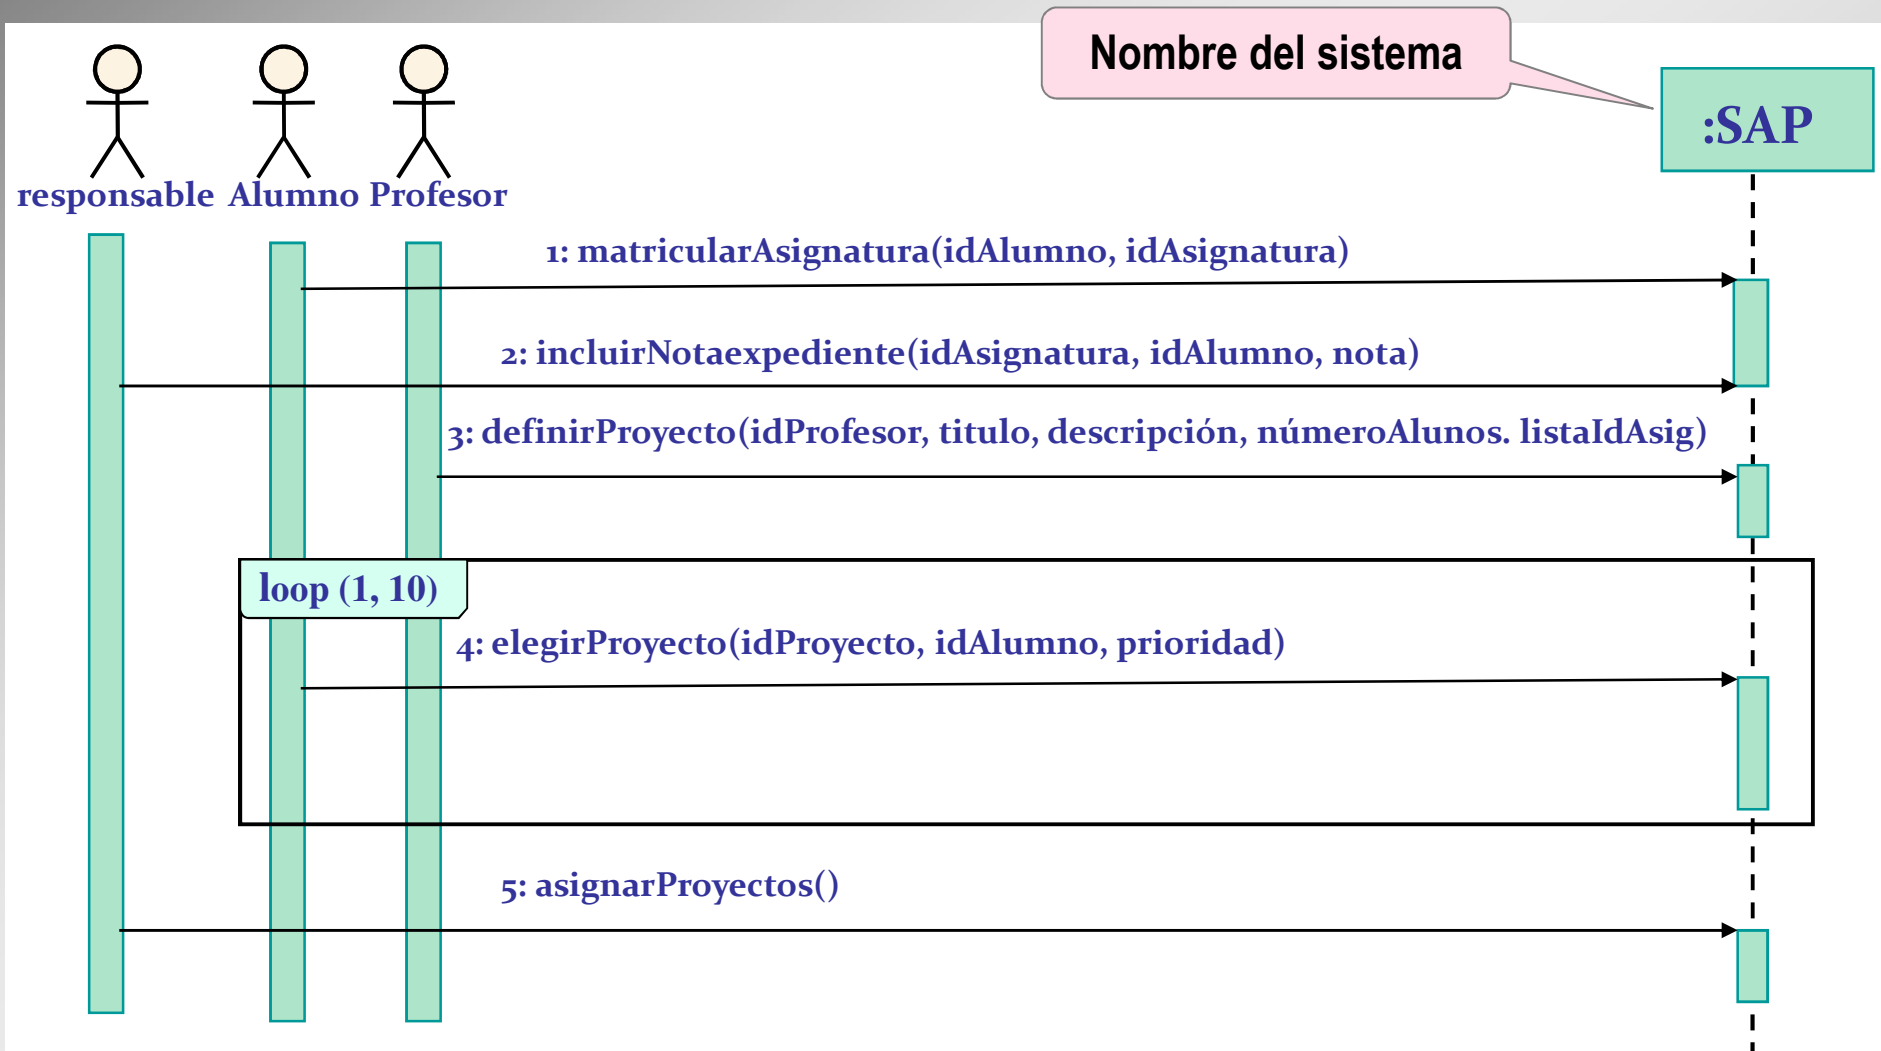 Nombre del sistema
:SAP
responsable Alumno Profesor
1: matricularAsignatura(idAlumno, idAsignatura)
2: incluirNotaexpediente(idAsignatura, idAlumno, nota)
3: definirProyecto(idProfesor, titulo, descripción, númeroAlunos. listaIdAsig)
loop (1, 10)
4: elegirProyecto(idProyecto, idAlumno, prioridad)
5: asignarProyectos()